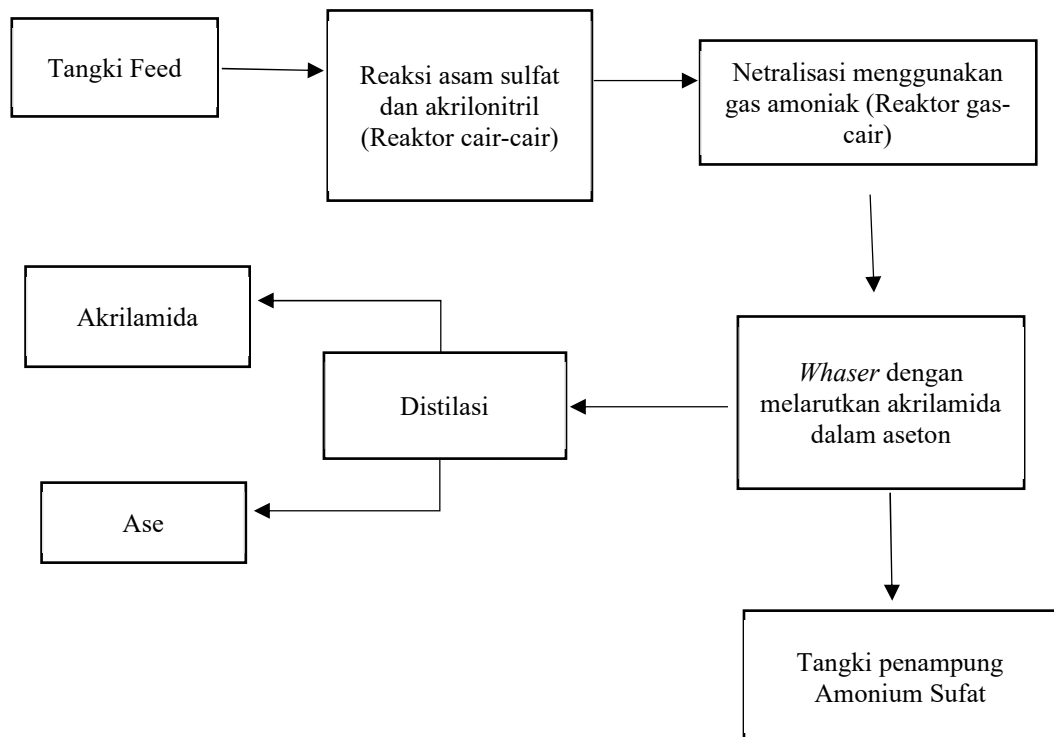 Tangki Feed
Reaksi asam sulfat
dan akrilonitril
(Reaktor cair-cair)
Netralisasi menggunakan
gas amoniak (Reaktor gas-
cair)
Akrilamida
Distilasi
Whaser dengan
melarutkan akrilamida
dalam aseton
Ase
Tangki penampung
Amonium Sufat